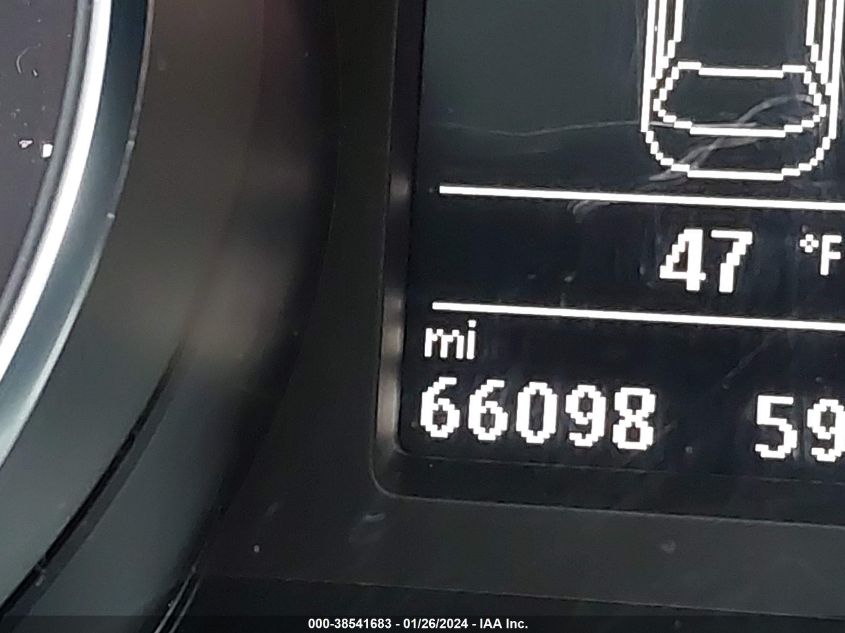 47 °F
mi
66098 59
000-38541683 - 01/26/2024 - IAA Inc.